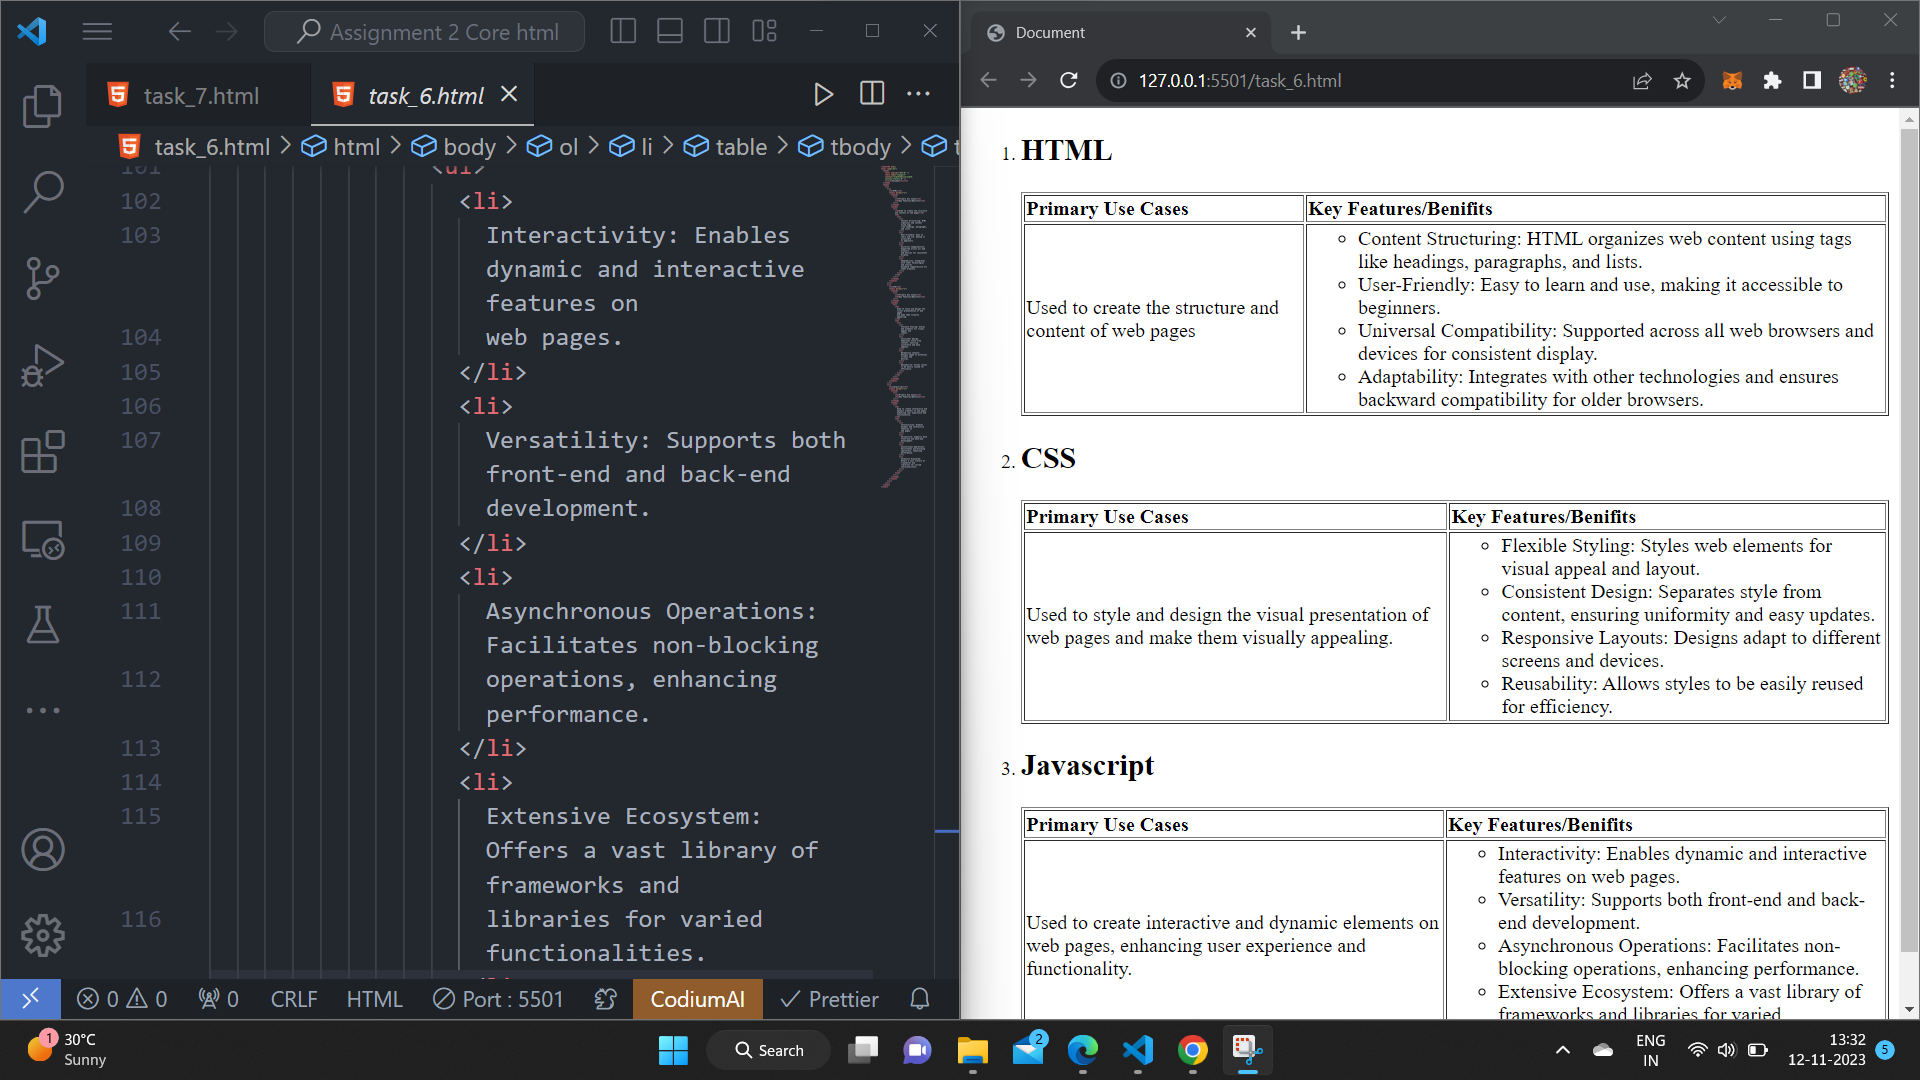 Assignment 2 Core html
task_7.html
task_6.html
task_6.html > html > body > ol > li > table > tbody >
101 <ul>
102 <li>
103 Interactivity: Enables
dynamic and interactive
features on
104 web pages.
105 </li>
106 <li>
107 Versatility: Supports both
front-end and back-end
108 development.
109 </li>
110 <li>
111 Asynchronous Operations:
Facilitates non-blocking
112 operations, enhancing
performance.
113 </li>
114 <li>
115 Extensive Ecosystem:
Offers a vast library of
frameworks and
116 libraries for varied
functionalities.
0 0 0 CRLF HTML Port : 5501 CodiumAI Prettier
Document
127.0.0.1:5501/task_6.html
1. HTML
Primary Use Cases Key Features/Benifits
Used to create the structure and
content of web pages
Content Structuring: HTML organizes web content using tags
like headings, paragraphs, and lists.
User-Friendly: Easy to learn and use, making it accessible to
beginners.
Universal Compatibility: Supported across all web browsers and
devices for consistent display.
Adaptability: Integrates with other technologies and ensures
backward compatibility for older browsers.
2. CSS
Primary Use Cases Key Features/Benifits
Used to style and design the visual presentation of
web pages and make them visually appealing.
Flexible Styling: Styles web elements for
visual appeal and layout.
Consistent Design: Separates style from
content, ensuring uniformity and easy updates.
Responsive Layouts: Designs adapt to different
screens and devices.
Reusability: Allows styles to be easily reused
for efficiency.
3. Javascript
Primary Use Cases Key Features/Benifits
Used to create interactive and dynamic elements on
web pages, enhancing user experience and
functionality.
Interactivity: Enables dynamic and interactive
features on web pages.
Versatility: Supports both front-end and back-
end development.
Asynchronous Operations: Facilitates non-
blocking operations, enhancing performance.
Extensive Ecosystem: Offers a vast library of
frameworks and libraries for varied
1
30°C
Sunny
Search
2
ENG
IN
13:32
12-11-2023
5